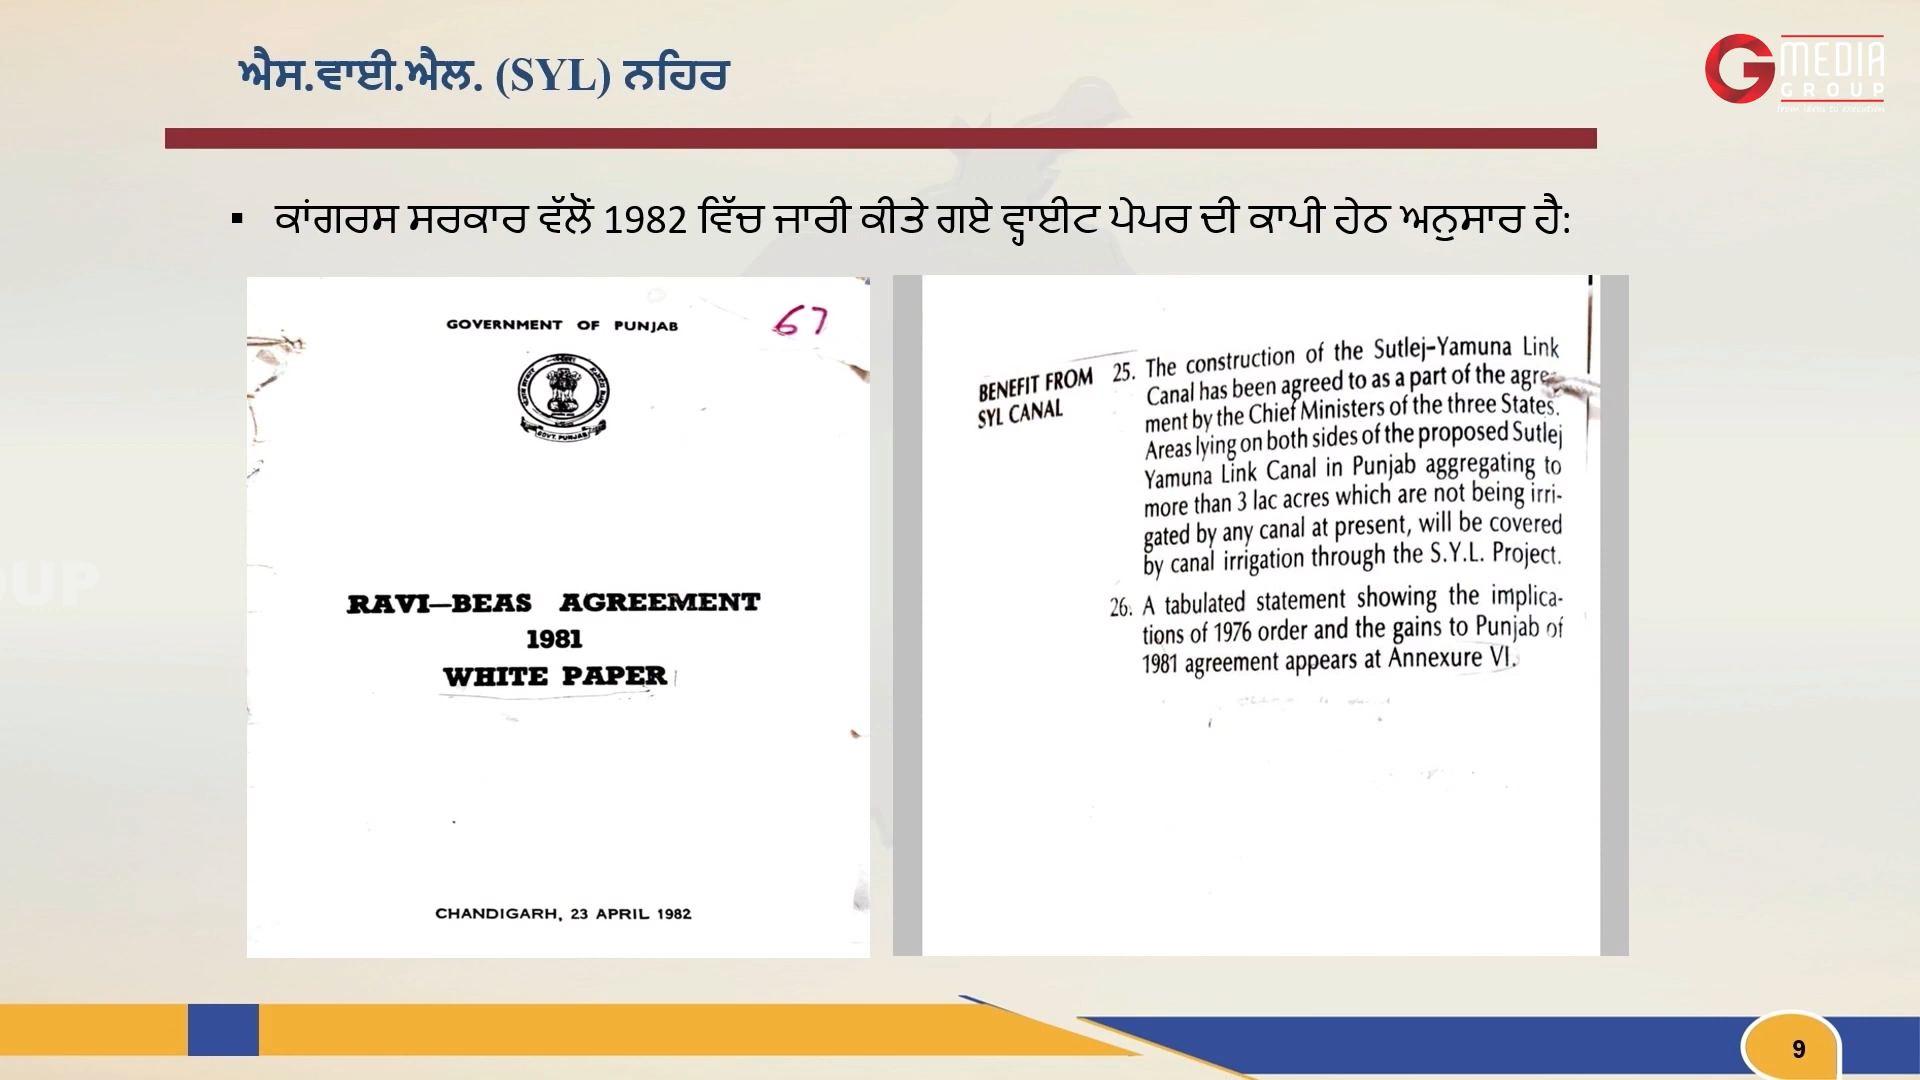 ਐਸ.ਵਾਈ.ਐਲ. (SYL) ਨਹਿਰ
MEDIA
GROUP
▪ ਕਾਂਗਰਸ ਸਰਕਾਰ ਵੱਲੋਂ 1982 ਵਿੱਚ ਜਾਰੀ ਕੀਤੇ ਗਏ ਵ੍ਹਾਈਟ ਪੇਪਰ ਦੀ ਕਾਪੀ ਹੇਠ ਅਨੁਸਾਰ ਹੈ:
GOVERNMENT OF PUNJAB
67
GOVT. PUNJAB
RAVI—BEAS AGREEMENT
1981
WHITE PAPER
CHANDIGARH, 23 APRIL 1982
BENEFIT FROM
SYL CANAL
25. The construction of the Sutlej-Yamuna Link
Canal has been agreed to as a part of the agre
ment by the Chief Ministers of the three States.
Areas lying on both sides of the proposed Sutlej
Yamuna Link Canal in Punjab aggregating to
more than 3 lac acres which are not being irri-
gated by any canal at present, will be covered
by canal irrigation through the S.Y.L. Project.
26. A tabulated statement showing the implica-
tions of 1976 order and the gains to Punjab of
1981 agreement appears at Annexure VI.
OUP
9